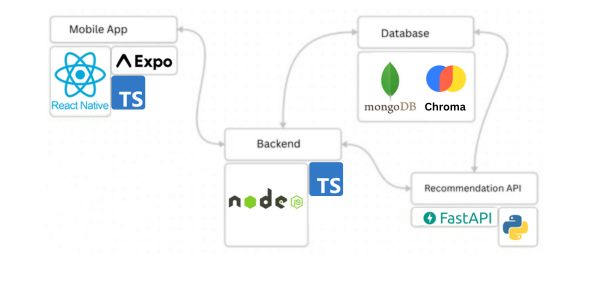 Mobile App
React Native
Expo
TS
Database
mongoDB
Chroma
Backend
node
JS
TS
Recommendation API
FastAPI